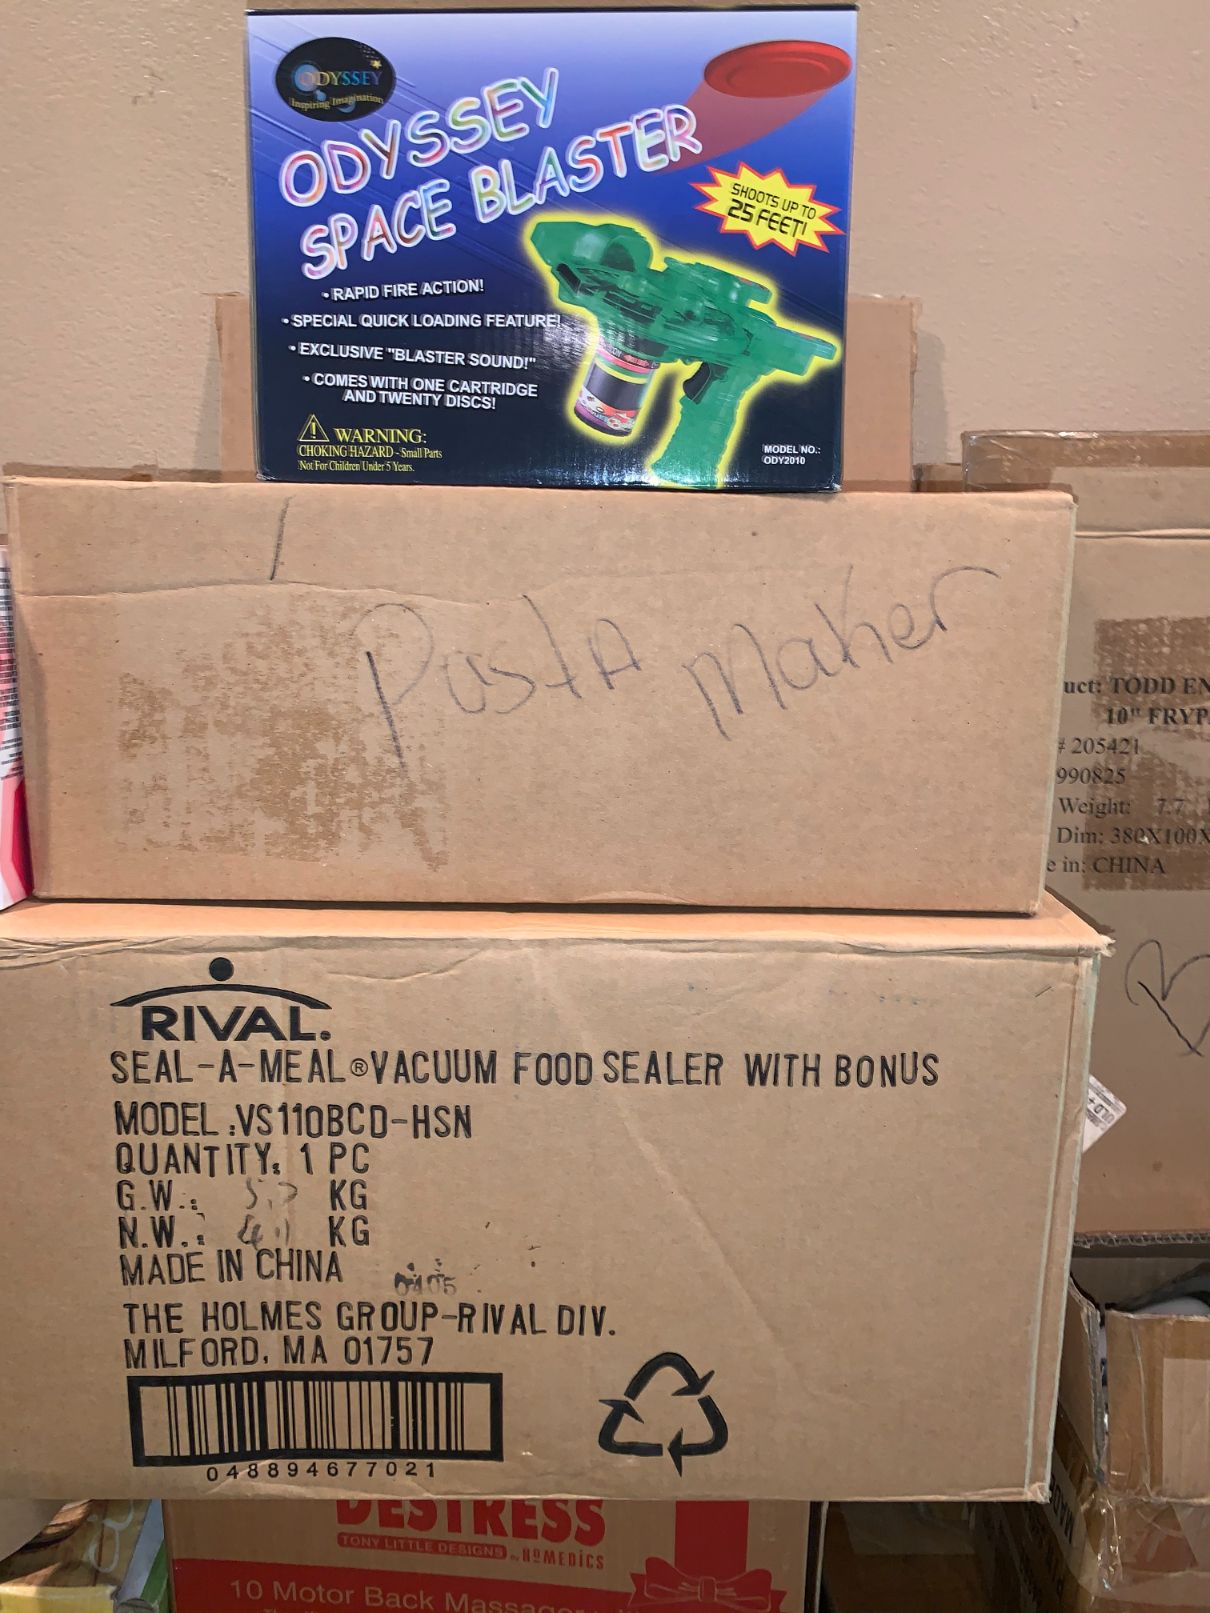 ODYSSEY
Inspiring Imagination
ODYSSEY
SPACE BLASTER
SHOOTS UP TO
25 FEET!
• RAPID FIRE ACTION!
• SPECIAL QUICK LOADING FEATURE!
• EXCLUSIVE "BLASTER SOUND!"
• COMES WITH ONE CARTRIDGE
AND TWENTY DISCS!
WARNING:
CHOKING HAZARD - Small Parts
Not For Children Under 5 Years.
MODEL NO.:
ODY2010
PastA Maker
uct: TODD EN
10" FRYP
# 205421
990825
Weight: 7.7
Dim: 380X100X
e in: CHINA
RIVAL.
SEAL-A-MEAL® VACUUM FOOD SEALER WITH BONUS
MODEL:VS110BCD-HSN
QUANTITY: 1 PC
G.W.: KG
N.W.: KG
MADE IN CHINA
0405
THE HOLMES GROUP-RIVAL DIV.
MILFORD, MA 01757
048894677021
DESTRESS
TONY LITTLE DESIGNS by HOMEDICS
10 Motor Back Massager